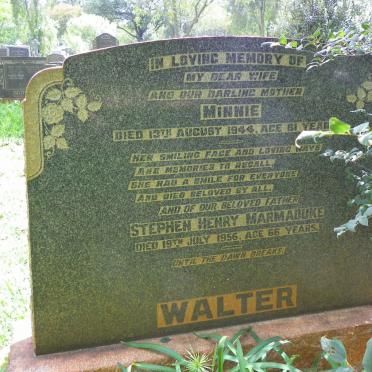 IN LOVING MEMORY OF
MY DEAR WIFE
AND OUR DARLING MOTHER
MINNIE
DIED 13TH AUGUST 1944, AGE 61
HER SMILING FACE AND LOVING WAYS
ARE MEMORIES TO RECALL.
SHE HAD A SMILE FOR EVERYONE
AND DIED BELOVED BY ALL.
AND OF OUR BELOVED FATHER
STEPHEN HENRY MARMADUKE
DIED 19TH JULY 1956, AGE 66 YEARS.
UNTIL THE DAWN BREAKS
WALTER